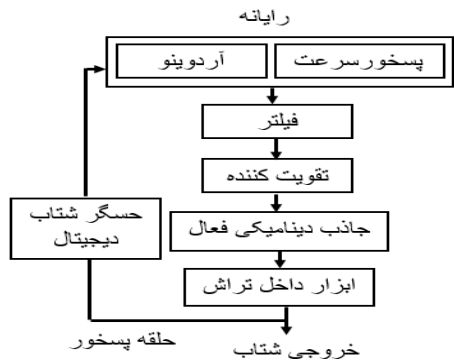 رایانه
پسخورسرعت
آردوینو
فیلتر
تقویت کننده
جاذب دینامیکی فعال
حسگر شتاب
دیجیتال
ابزار داخل تراش
حلقه پسخور
خروجی شتاب